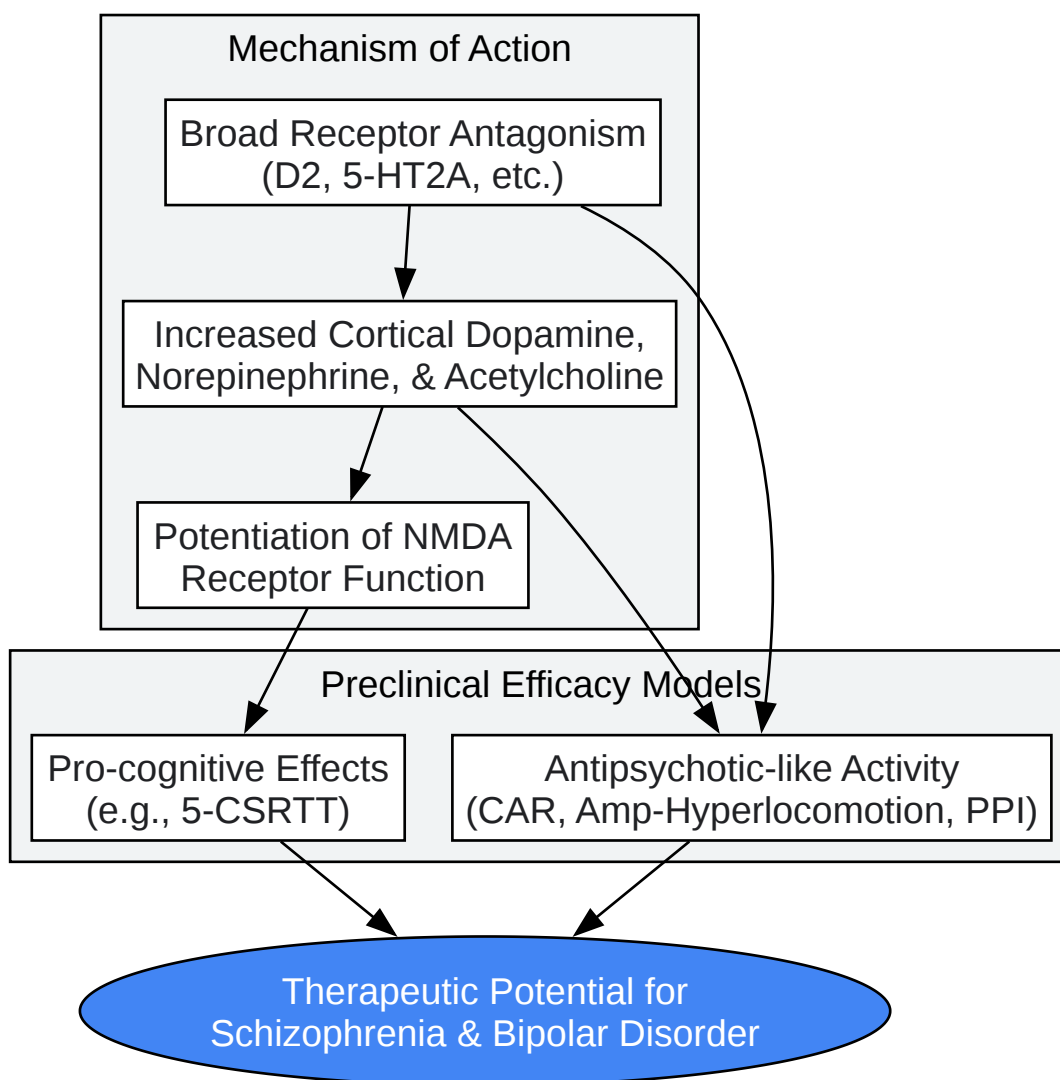 Mechanism of Action
Broad Receptor Antagonism
(D2, 5-HT2A, etc.)
Increased Cortical Dopamine,
Norepinephrine, & Acetylcholine
Potentiation of NMDA
Receptor Function
Preclinical Efficacy Models
Pro-cognitive Effects
(e.g., 5-CSRTT)
Antipsychotic-like Activity
(CAR, Amp-Hyperlocomotion, PPI)
Therapeutic Potential for
Schizophrenia & Bipolar Disorder